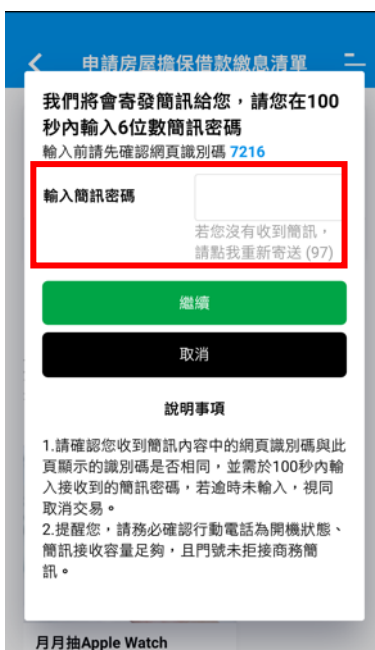 申請房屋擔保借款繳息清單
我們將會寄發簡訊給您，請您在100
秒內輸入6位數簡訊密碼
輸入前請先確認網頁識別碼 7216
輸入簡訊密碼
若您沒有收到簡訊，
請點我重新寄送 (97)
繼續
取消
說明事項
1.請確認您收到簡訊內容中的網頁識別碼與此
頁顯示的識別碼是否相同，並需於100秒內輸
入接收到的簡訊密碼，若逾時未輸入，視同
取消交易。
2.提醒您，請務必確認行動電話為開機狀態、
簡訊接收容量足夠，且門號未拒接商務簡
訊。
月月抽Apple Watch